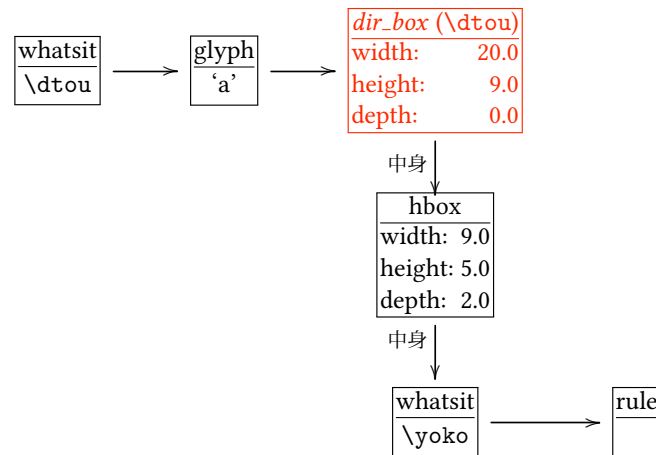 whatsit
\dtou
glyph
‘a’
dir_box (\dtou)
width: 20.0
height: 9.0
depth: 0.0
中身
hbox
width: 9.0
height: 5.0
depth: 2.0
中身
whatsit
\yoko
rule